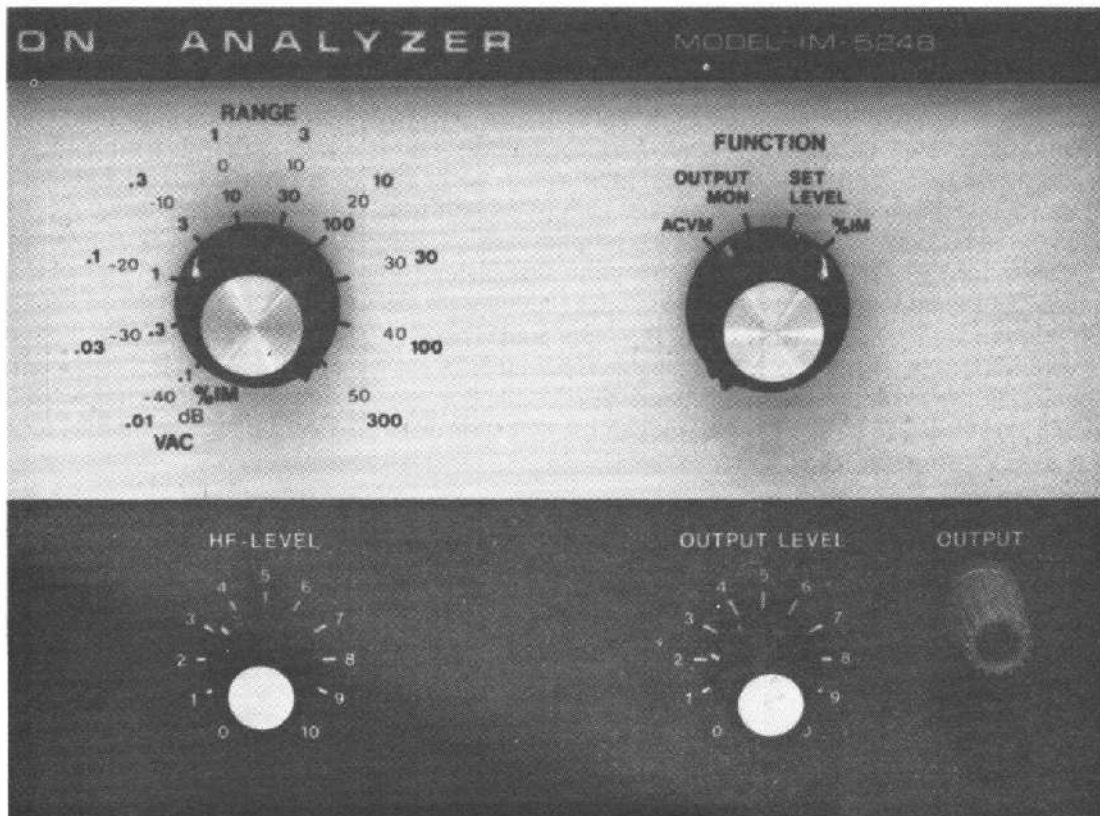 ON ANALYZER MODEL IM-5248
RANGE
1 3
0 10
10 30
.3 -10 3
100 20 10
.1 -20 1
30 30
.03 -30 .3
40 100
.01 -40 .1
50 300
%IM
dB
VAC
FUNCTION
OUTPUT MON
SET LEVEL
ACVM
%IM
HF-LEVEL
0 1 2 3 4 5 6 7 8 9 10
OUTPUT LEVEL
0 1 2 3 4 5 6 7 8 9 0
OUTPUT